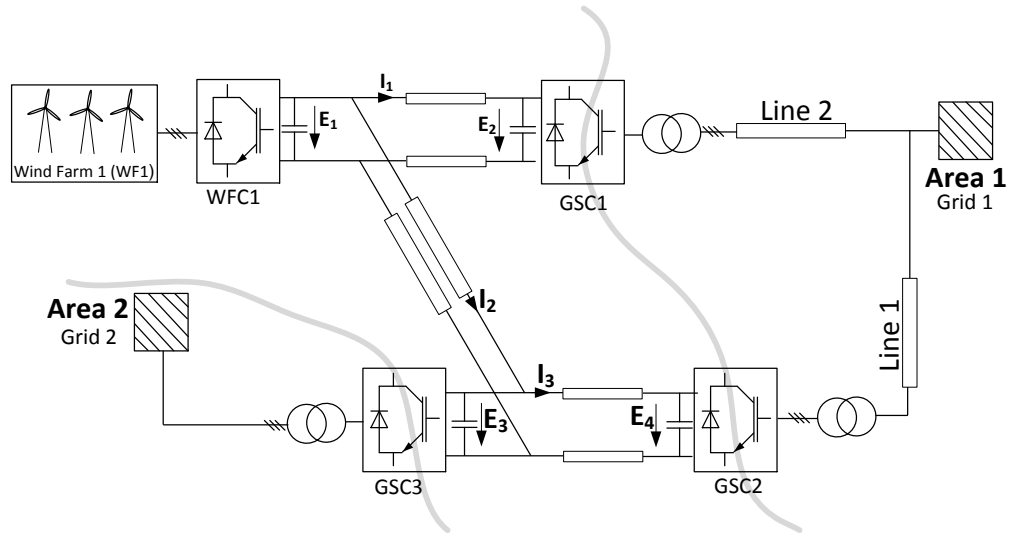 I1
E1
E2
Line 2
Wind Farm 1 (WF1)
WFC1
GSC1
Area 1
Grid 1
Area 2
Grid 2
I2
Line 1
I3
E3
E4
GSC3
GSC2